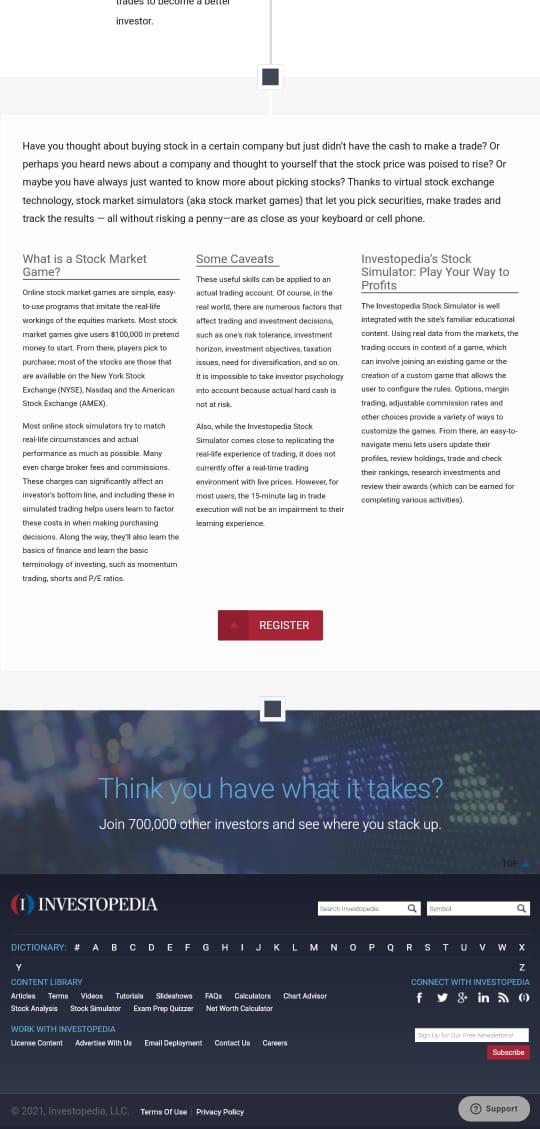 trades to become a better
investor.
Have you thought about buying stock in a certain company but just didn't have the cash to make a trade? Or
perhaps you heard news about a company and thought to yourself that the stock price was poised to rise? Or
maybe you have always just wanted to know more about picking stocks? Thanks to virtual stock exchange
technology, stock market simulators (aka stock market games) that let you pick securities, make trades and
track the results — all without risking a penny—are as close as your keyboard or cell phone.
What is a Stock Market
Game?
Online stock market games are simple, easy-
to-use programs that imitate the real-life
workings of the equities markets. Most stock
market games give users $100,000 in pretend
money to start. From there, players pick to
purchase; most of the stocks are those that
are available on the New York Stock
Exchange (NYSE), Nasdaq and the American
Stock Exchange (AMEX).
Most online stock simulators try to match
real-life circumstances and actual
performance as much as possible. Many
even charge broker fees and commissions.
These charges can significantly affect an
investor's bottom line, and including these in
simulated trading helps users learn to factor
these costs in when making purchasing
decisions. Along the way, they'll also learn the
basics of finance and learn the basic
terminology of investing, such as momentum
trading, shorts and P/E ratios.
Some Caveats
These useful skills can be applied to an
actual trading account. Of course, in the
real world, there are numerous factors that
affect trading and investment decisions,
such as one's risk tolerance, investment
horizon, investment objectives, taxation
issues, need for diversification, and so on.
It is impossible to take investor psychology
into account because actual hard cash is
not at risk.
Also, while the Investopedia Stock
Simulator comes close to replicating the
real-life experience of trading, it does not
currently offer a real-time trading
environment with live prices. However, for
most users, the 15-minute lag in trade
execution will not be an impairment to their
learning experience.
Investopedia's Stock
Simulator: Play Your Way to
Profits
The Investopedia Stock Simulator is well
integrated with the site's familiar educational
content. Using real data from the markets, the
trading occurs in context of a game, which
can involve joining an existing game or the
creation of a custom game that allows the
user to configure the rules. Options, margin
trading, adjustable commission rates and
other choices provide a variety of ways to
customize the games. From there, an easy-to-
navigate menu lets users update their
profiles, review holdings, trade and check
their rankings, research investments and
review their awards (which can be earned for
completing various activities).
REGISTER
Think you have what it takes?
Join 700,000 other investors and see where you stack up.
TOP
INVESTOPEDIA
Search Investopedia
Symbol
DICTIONARY: # A B C D E F G H I J K L M N O P Q R S T U V W X
Y Z
CONTENT LIBRARY
Articles Terms Videos Tutorials Slideshows FAQs Calculators Chart Advisor
Stock Analysis Stock Simulator Exam Prep Quizzer Net Worth Calculator
CONNECT WITH INVESTOPEDIA
WORK WITH INVESTOPEDIA
License Content Advertise With Us Email Deployment Contact Us Careers
Sign Up for Our Free Newsletters!
Subscribe
© 2021, Investopedia, LLC. Terms Of Use | Privacy Policy
Support